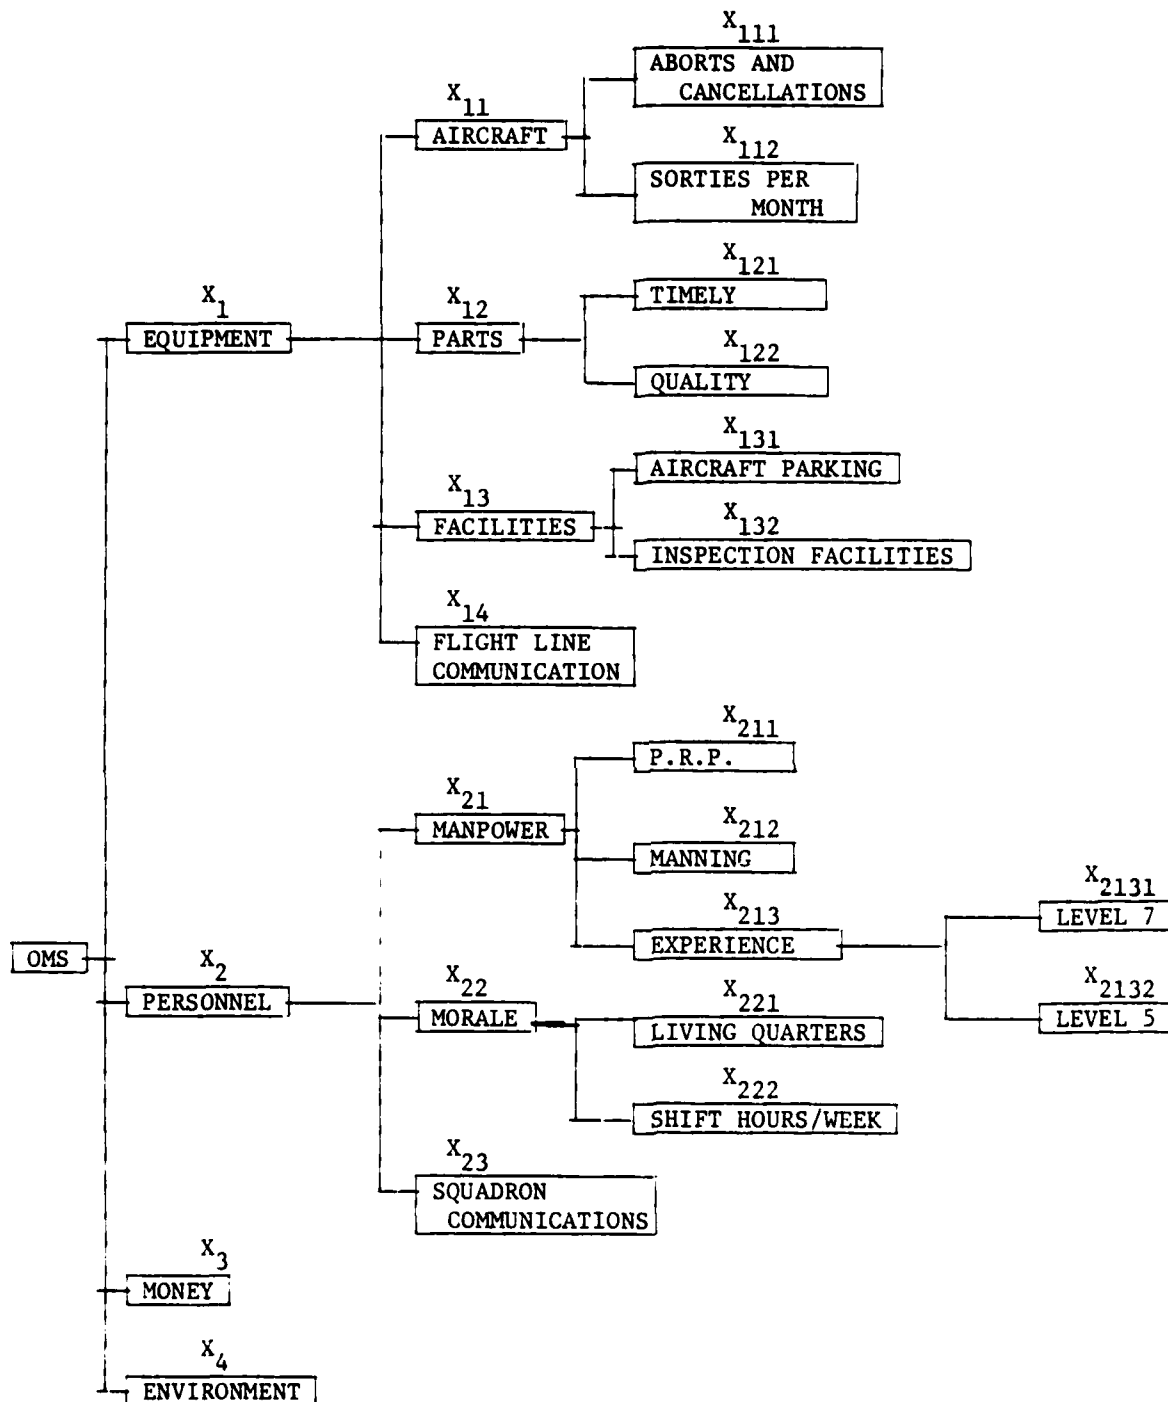 X111
ABORTS AND
CANCELLATIONS
X11
AIRCRAFT
X112
SORTIES PER
MONTH
X121
TIMELY
X1
EQUIPMENT
X12
PARTS
X122
QUALITY
X131
AIRCRAFT PARKING
X13
FACILITIES
X132
INSPECTION FACILITIES
X14
FLIGHT LINE
COMMUNICATION
X211
P.R.P.
X21
MANPOWER
X212
MANNING
X213
EXPERIENCE
X2131
LEVEL 7
OMS
X2
PERSONNEL
X22
MORALE
X221
LIVING QUARTERS
X2132
LEVEL 5
X222
SHIFT HOURS/WEEK
X23
SQUADRON
COMMUNICATIONS
X3
MONEY
X4
ENVIRONMENT